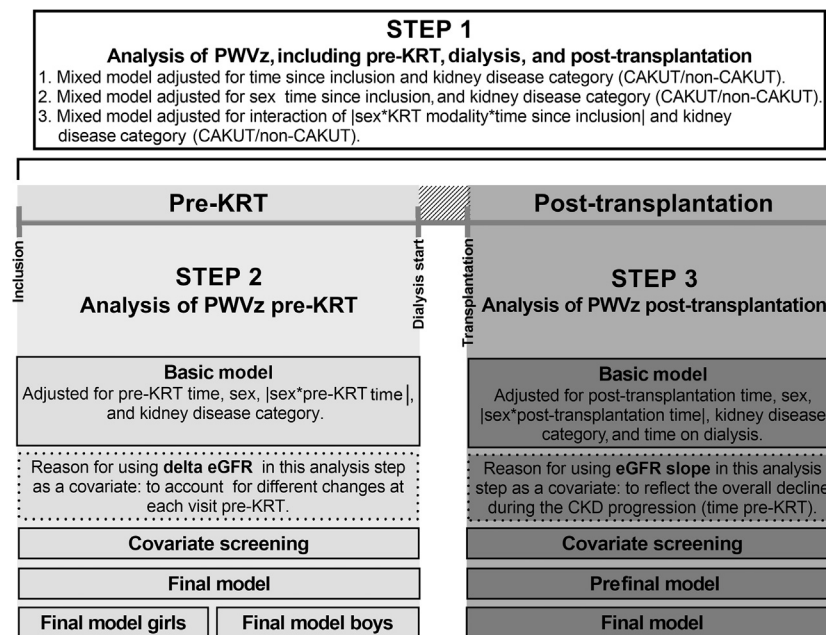 STEP 1
Analysis of PWVz, including pre-KRT, dialysis, and post-transplantation
1. Mixed model adjusted for time since inclusion and kidney disease category (CAKUT/non-CAKUT).
2. Mixed model adjusted for sex time since inclusion, and kidney disease category (CAKUT/non-CAKUT).
3. Mixed model adjusted for interaction of |sex*KRT modality*time since inclusion| and kidney
disease category (CAKUT/non-CAKUT).
Pre-KRT
Inclusion
Dialysis start
STEP 2
Analysis of PWVz pre-KRT
Basic model
Adjusted for pre-KRT time, sex, |sex*pre-KRT time|,
and kidney disease category.
Reason for using delta eGFR in this analysis step
as a covariate: to account for different changes at
each visit pre-KRT.
Covariate screening
Final model
Final model girls
Final model boys
Post-transplantation
Transplantation
STEP 3
Analysis of PWVz post-transplantation
Basic model
Adjusted for post-transplantation time, sex,
|sex*post-transplantation time|, kidney disease
category, and time on dialysis.
Reason for using eGFR slope in this analysis
step as a covariate: to reflect the overall decline
during the CKD progression (time pre-KRT).
Covariate screening
Prefinal model
Final model